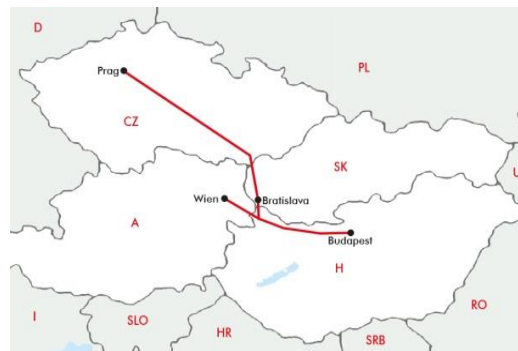 D
PL
Prag
CZ
SK
U
Wien
Bratislava
A
Budapest
H
RO
I
SLO
HR
SRB